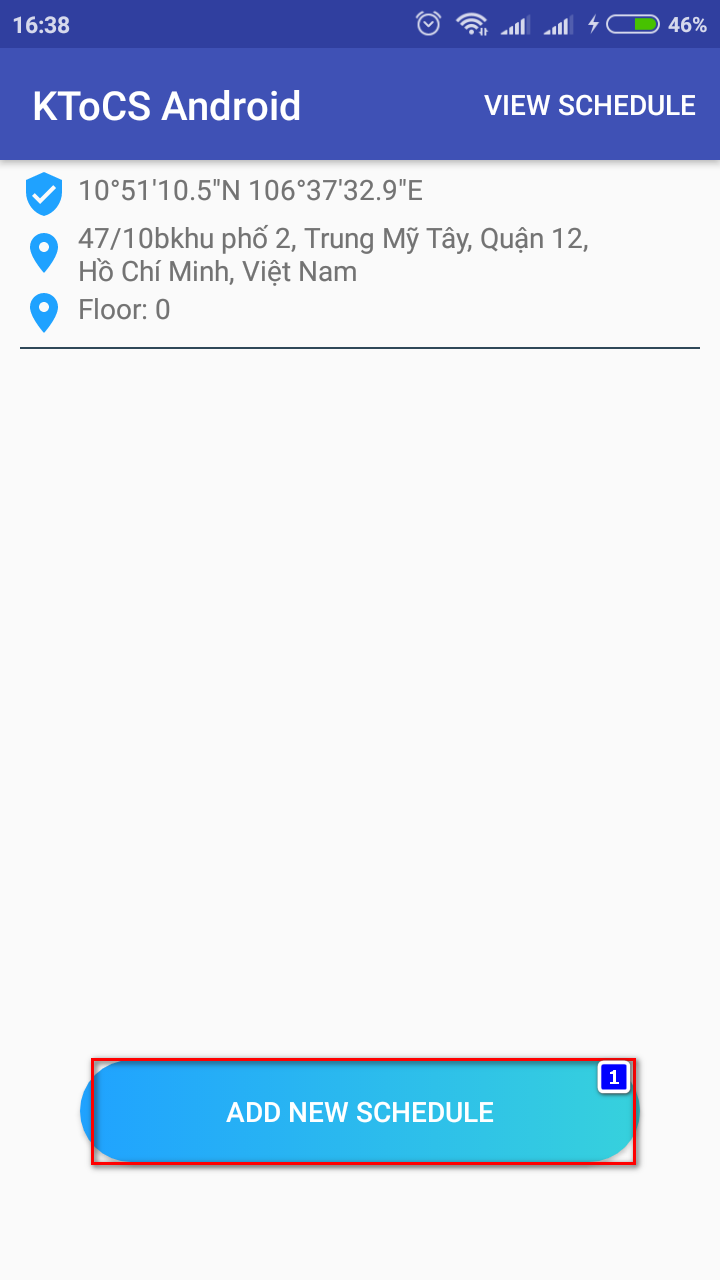 16:38
46%
KToCS Android
VIEW SCHEDULE
10°51'10.5"N 106°37'32.9"E
47/10bkhu phố 2, Trung Mỹ Tây, Quận 12,
Hồ Chí Minh, Việt Nam
Floor: 0
1
ADD NEW SCHEDULE